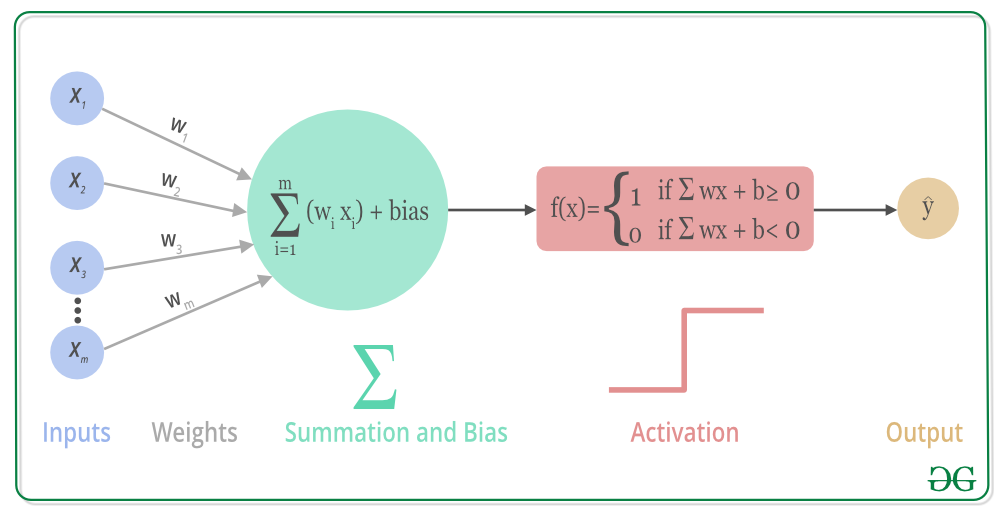 X1
X2
X3
Xm
W1
W2
W3
Wm
m
∑ (wi xi) + bias
i=1
f(x)= { 1 if ∑ wx + b ≥ 0
0 if ∑ wx + b < 0
ŷ
∑
Inputs
Weights
Summation and Bias
Activation
Output